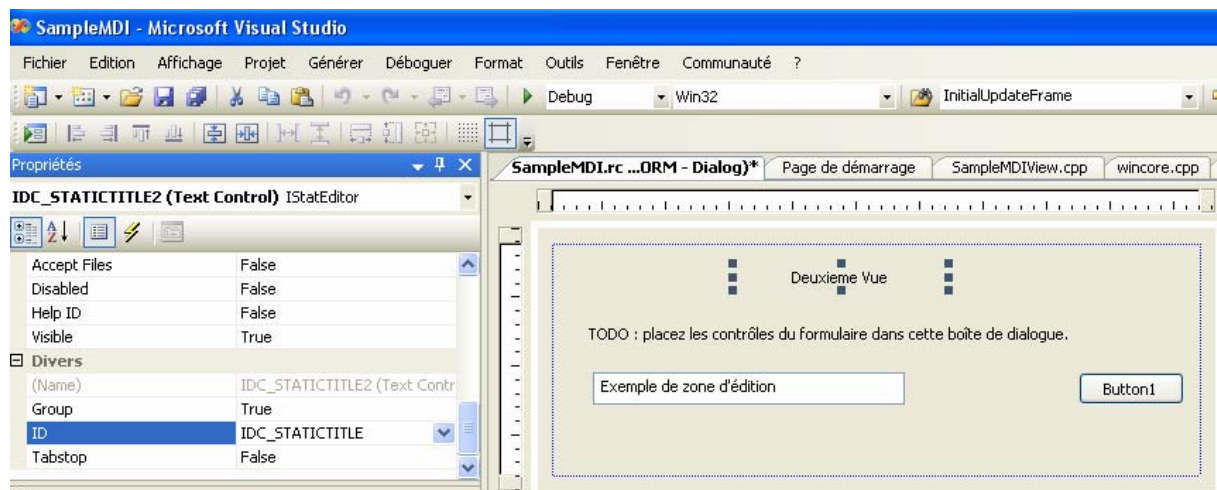 SampleMDI - Microsoft Visual Studio
Fichier Edition Affichage Projet Générer Déboguer Format Outils Fenêtre Communauté ?
Debug Win32 InitialUpdateFrame
Propriétés
SampleMDI.rc ...ORM - Dialog)* Page de démarrage SampleMDIView.cpp wincore.cpp
IDC_STATICTITLE2 (Text Control) IStatEditor
Accept Files False
Disabled False
Help ID False
Visible True
Divers
(Name) IDC_STATICTITLE2 (Text Contr
Group True
ID IDC_STATICTITLE
Tabstop False
Deuxieme Vue
TODO : placez les contrôles du formulaire dans cette boîte de dialogue.
Exemple de zone d'édition Button1